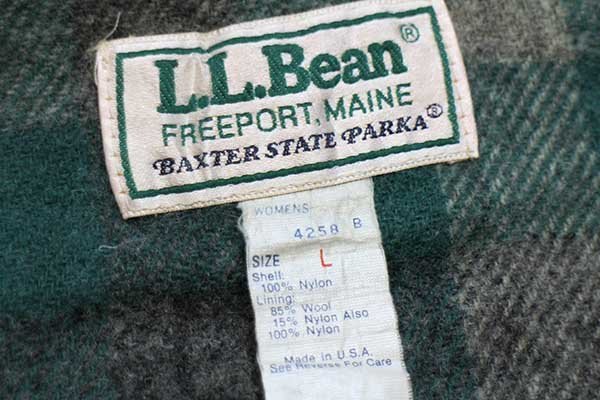 L.L.Bean®
FREEPORT, MAINE
BAXTER STATE PARKA®
WOMENS
4258 B
SIZE L
Shell:
100% Nylon
Lining:
85% Wool
15% Nylon Also
100% Nylon
Made in U.S.A.
See Reverse For Care